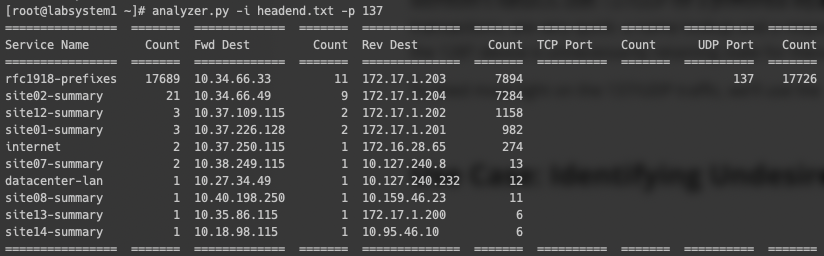 [root@labsystem1 ~]# analyzer.py -i headend.txt -p 137
================ ======= ============== ======= ============== ======= ========== ======= ========== =======
Service Name Count Fwd Dest Count Rev Dest Count TCP Port Count UDP Port Count
================ ======= ============== ======= ============== ======= ========== ======= ========== =======
rfc1918-prefixes 17689 10.34.66.33 11 172.17.1.203 7894 137 17726
site02-summary 21 10.34.66.49 9 172.17.1.204 7284
site12-summary 3 10.37.109.115 2 172.17.1.202 1158
site01-summary 3 10.37.226.128 2 172.17.1.201 982
internet 2 10.37.250.115 1 172.16.28.65 274
site07-summary 2 10.38.249.115 1 10.127.240.8 13
datacenter-lan 1 10.27.34.49 1 10.127.240.232 12
site08-summary 1 10.40.198.250 1 10.159.46.23 11
site13-summary 1 10.35.86.115 1 172.17.1.200 6
site14-summary 1 10.18.98.115 1 10.95.46.10 6
================ ======= ============== ======= ============== ======= ========== ======= ========== =======
Case: Identifying Undesire